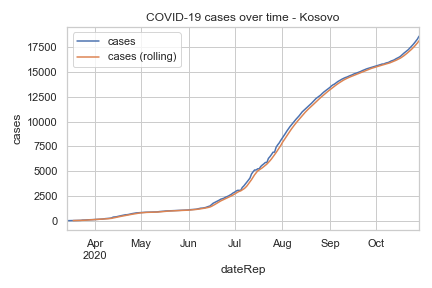 COVID-19 cases over time - Kosovo
cases
cases (rolling)
17500
15000
12500
10000
7500
5000
2500
0
cases
Apr
2020
May
Jun
Jul
Aug
Sep
Oct
dateRep